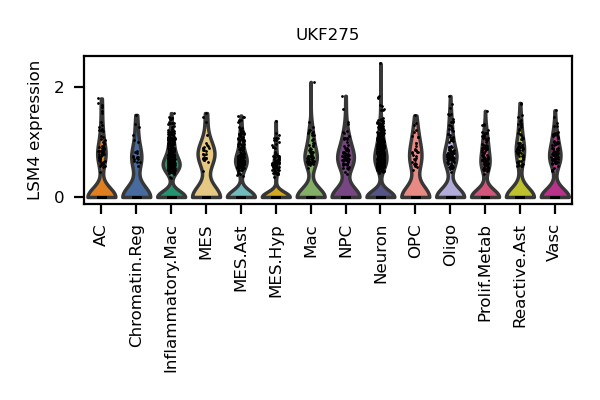 UKF275
LSM4 expression
2
0
AC
Chromatin.Reg
Inflammatory.Mac
MES
MES.Ast
MES.Hyp
Mac
NPC
Neuron
OPC
Oligo
Prolif.Metab
Reactive.Ast
Vasc